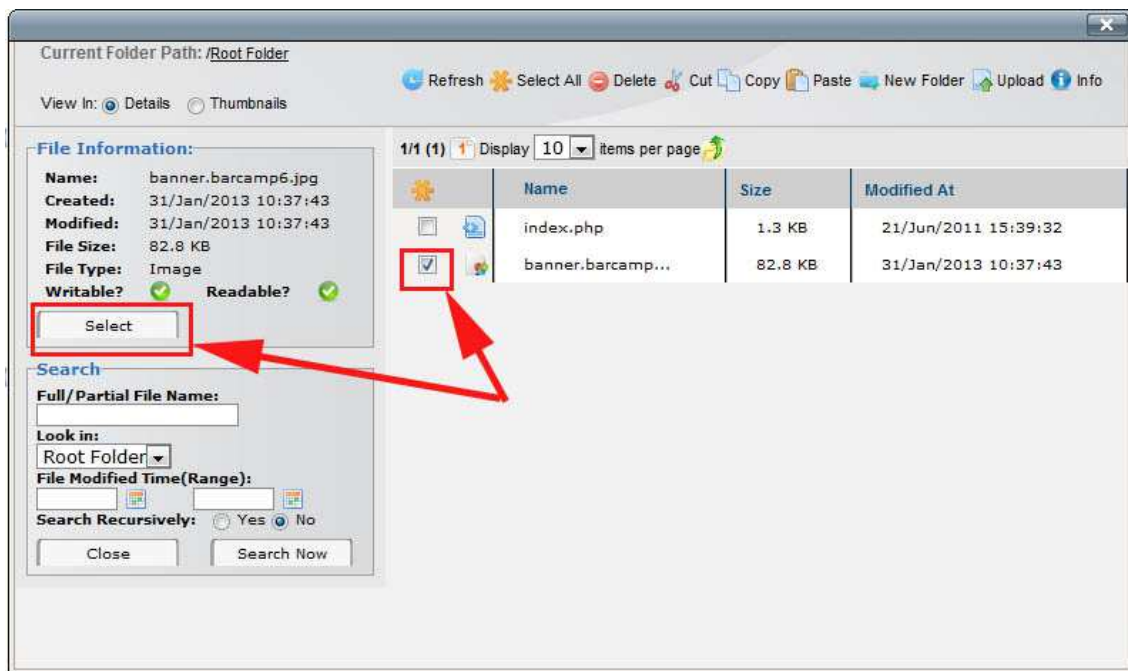 Current Folder Path: /Root Folder
Refresh Select All Delete Cut Copy Paste New Folder Upload Info
View In: Details Thumbnails
File Information:
Name: banner.barcamp6.jpg
Created: 31/Jan/2013 10:37:43
Modified: 31/Jan/2013 10:37:43
File Size: 82.8 KB
File Type: Image
Writable? Readable?
Select
Search
Full/Partial File Name:
Look in:
Root Folder
File Modified Time(Range):
Search Recursively: Yes No
Close Search Now
1/1 (1) 1 Display 10 items per page
Name Size Modified At
index.php 1.3 KB 21/Jun/2011 15:39:32
banner.barcamp... 82.8 KB 31/Jan/2013 10:37:43